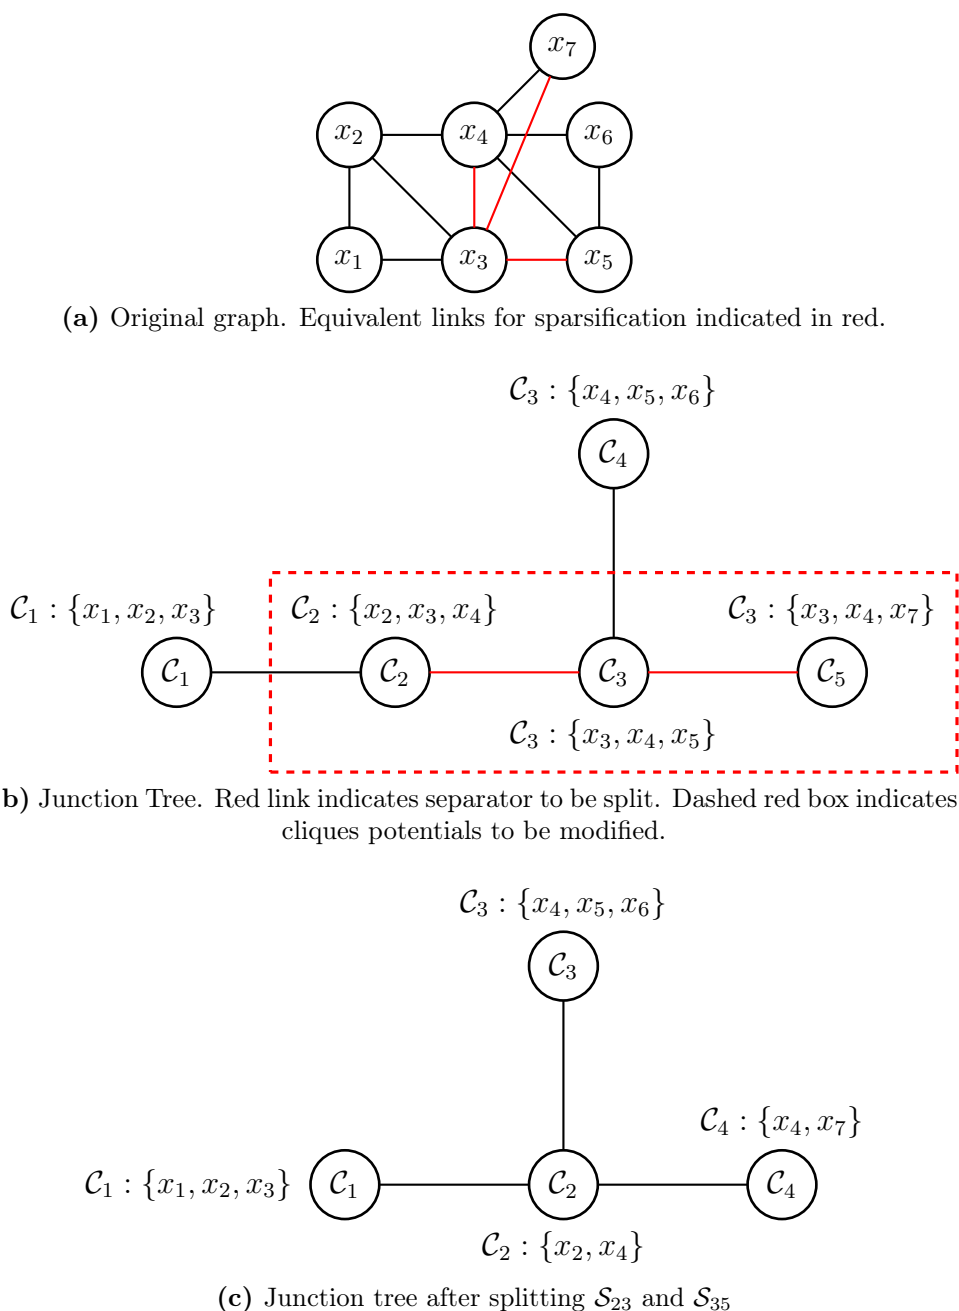 x₇
x₂ x₄ x₆
x₁ x₃ x₅
(a) Original graph. Equivalent links for sparsification indicated in red.
𝒞₃ : {x₄, x₅, x₆}
𝒞₄
𝒞₁ : {x₁, x₂, x₃} 𝒞₂ : {x₂, x₃, x₄} 𝒞₃ : {x₃, x₄, x₇}
𝒞₁ 𝒞₂ 𝒞₃ 𝒞₅
𝒞₃ : {x₃, x₄, x₅}
b) Junction Tree. Red link indicates separator to be split. Dashed red box indicates
cliques potentials to be modified.
𝒞₃ : {x₄, x₅, x₆}
𝒞₃
𝒞₄ : {x₄, x₇}
𝒞₁ : {x₁, x₂, x₃} 𝒞₁ 𝒞₂ 𝒞₄
𝒞₂ : {x₂, x₄}
(c) Junction tree after splitting 𝒮₂₃ and 𝒮₃₅